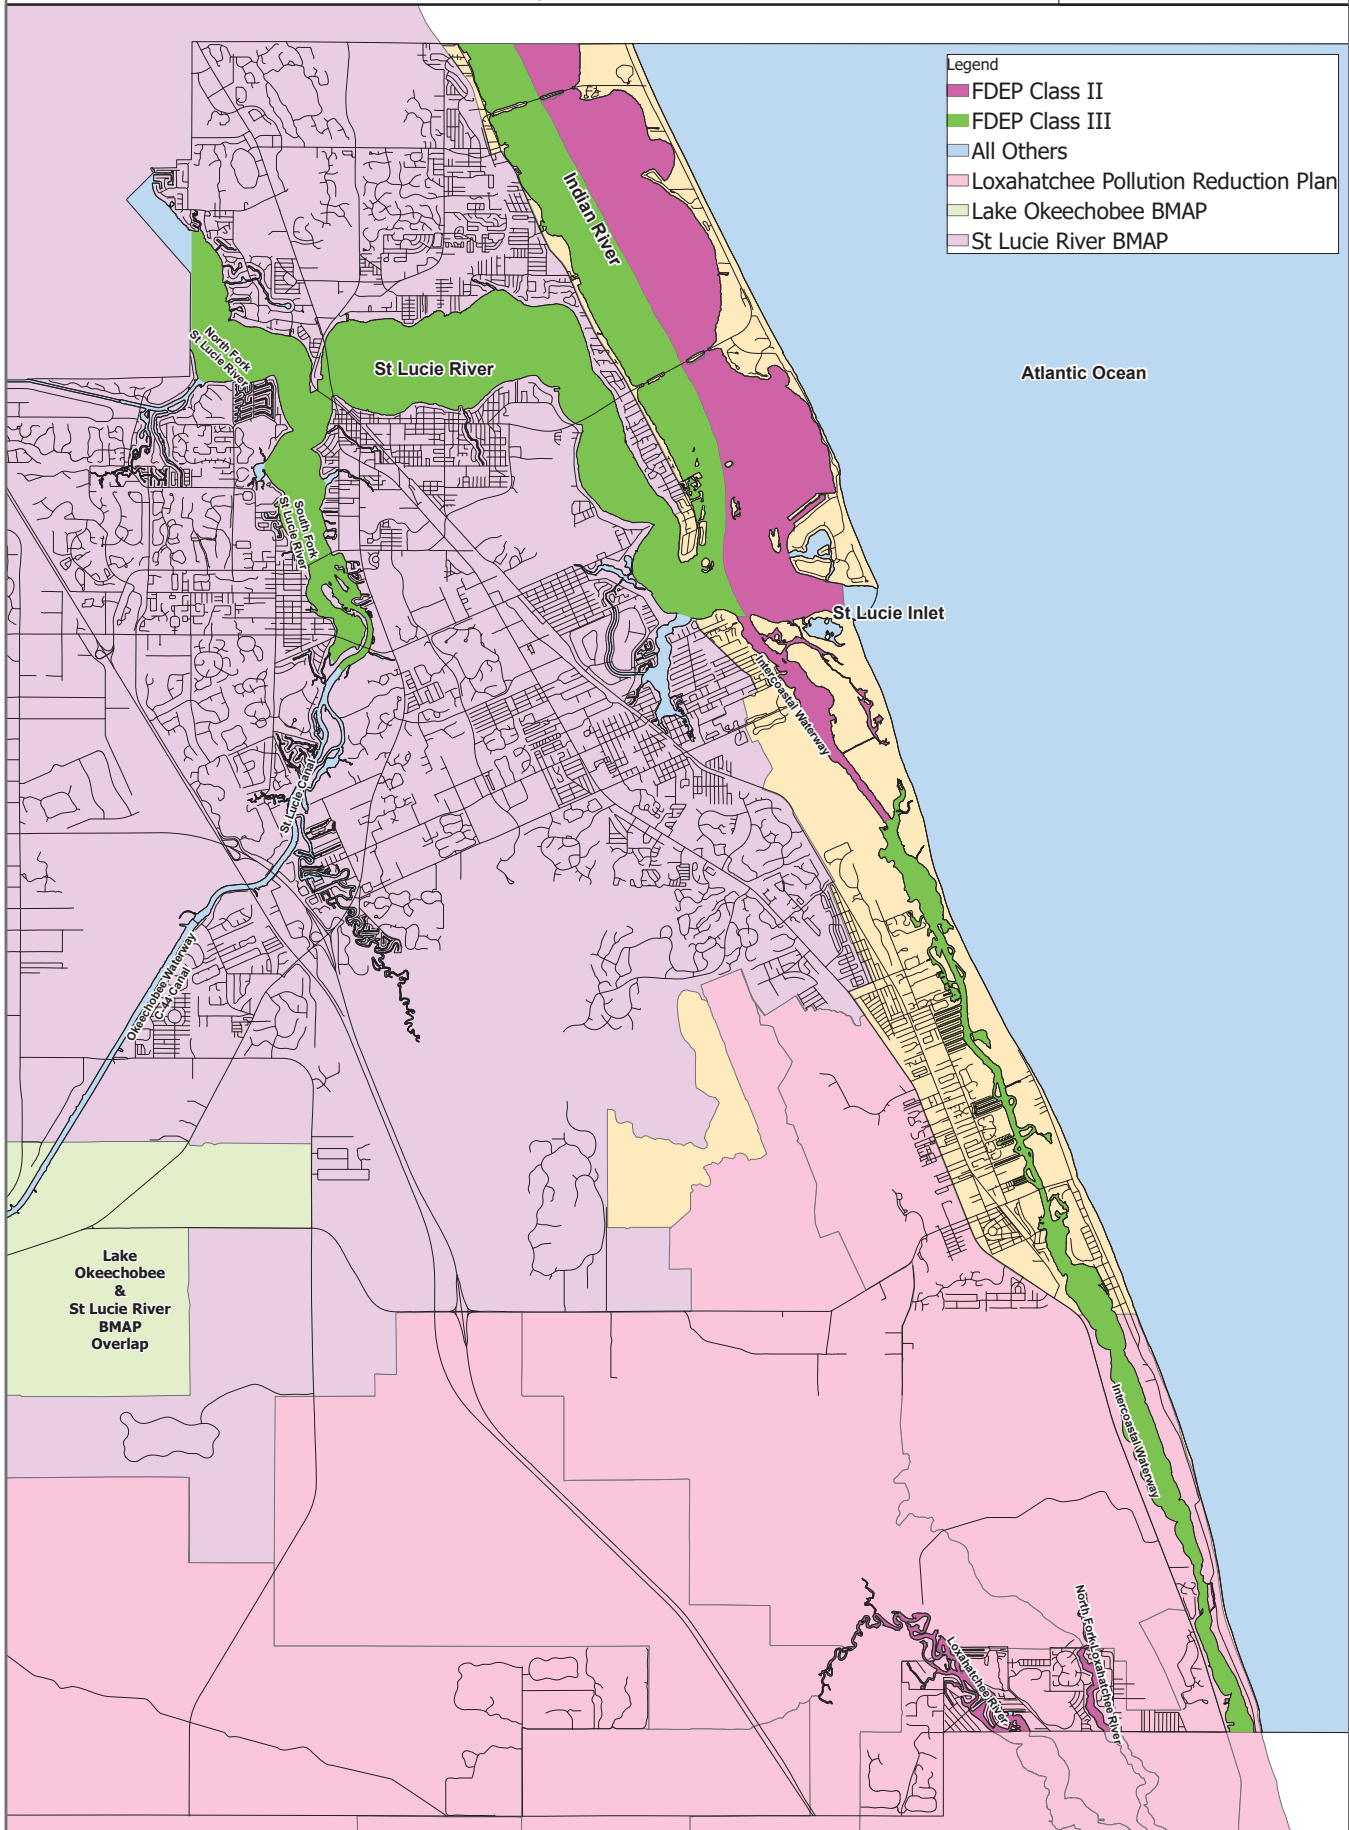 Legend
FDEP Class II
FDEP Class III
All Others
Loxahatchee Pollution Reduction Plan
Lake Okeechobee BMAP
St Lucie River BMAP
Indian River
North Fork
St Lucie River
St Lucie River
Atlantic Ocean
South Fork
St Lucie River
St Lucie Inlet
Intercoastal Waterway
St Lucie Canal
Okeechobee Waterway
C-44 Canal
Lake
Okeechobee
&
St Lucie River
BMAP
Overlap
Intercoastal Waterway
Loxahatchee River
North Fork Loxahatchee River